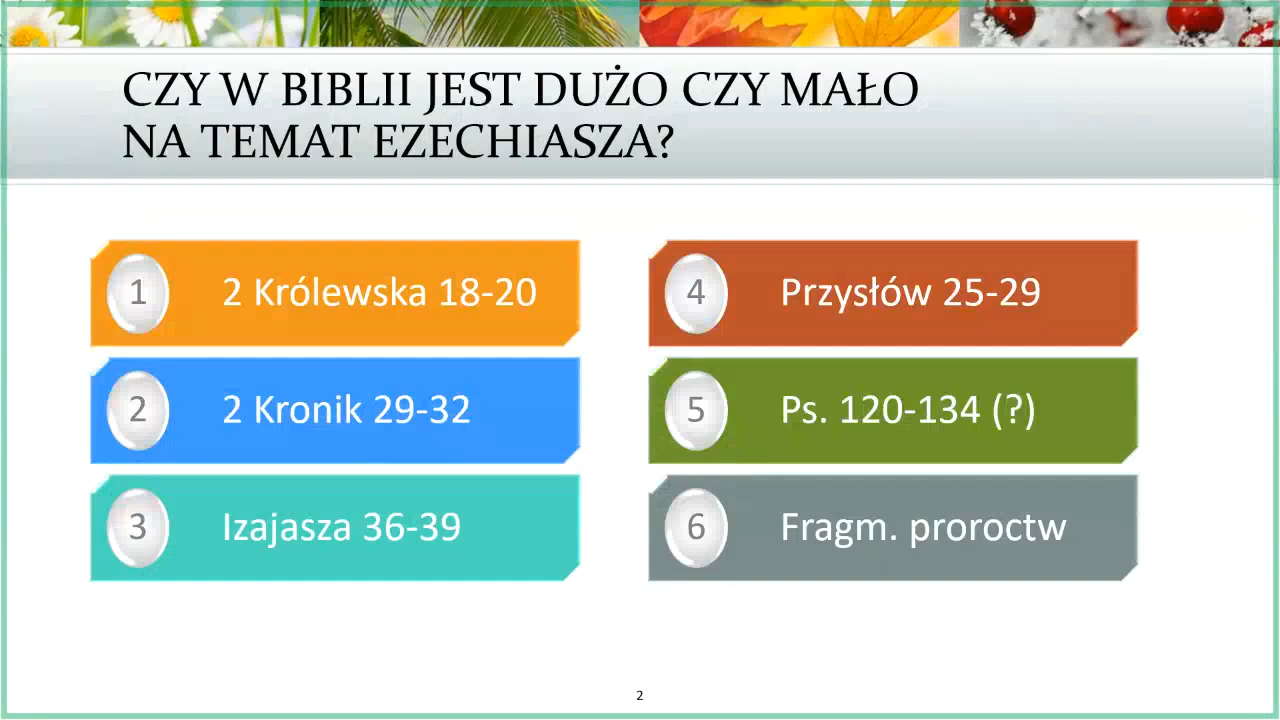 CZY W BIBLII JEST DUŻO CZY MAŁO
NA TEMAT EZECHIASZA?
1 2 Królewska 18-20
2 2 Kronik 29-32
3 Izajasza 36-39
4 Przysłów 25-29
5 Ps. 120-134 (?)
6 Fragm. proroctw
2